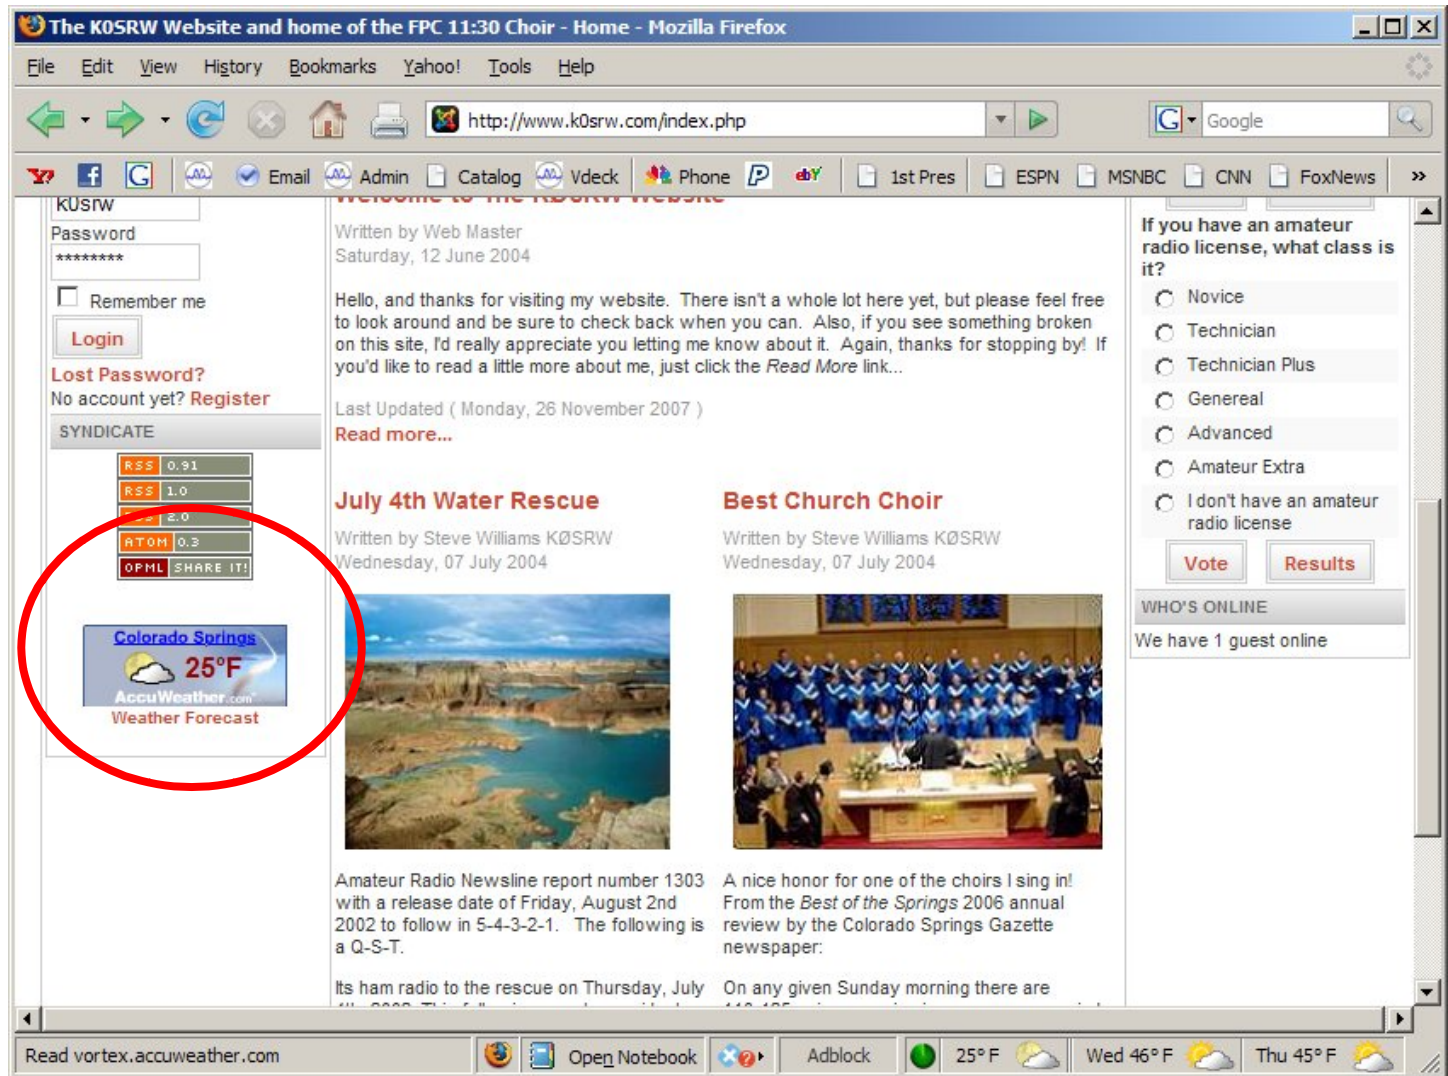 The K0SRW Website and home of the FPC 11:30 Choir - Home - Mozilla Firefox
File Edit View History Bookmarks Yahoo! Tools Help
http://www.k0srw.com/index.php
G Google
Y? f G Email Admin Catalog Vdeck Phone P ebY 1st Pres ESPN MSNBC CNN FoxNews »
K0srw
Password
********
Remember me
Login
Lost Password?
No account yet? Register
SYNDICATE
RSS 0.91
RSS 1.0
RSS 2.0
ATOM 0.3
OPML SHARE IT!
Colorado Springs
25°F
AccuWeather.com
Weather Forecast
Welcome to The KØSRW Website
Written by Web Master
Saturday, 12 June 2004
Hello, and thanks for visiting my website. There isn't a whole lot here yet, but please feel free
to look around and be sure to check back when you can. Also, if you see something broken
on this site, I'd really appreciate you letting me know about it. Again, thanks for stopping by! If
you'd like to read a little more about me, just click the Read More link...
Last Updated ( Monday, 26 November 2007 )
Read more...
July 4th Water Rescue
Written by Steve Williams KØSRW
Wednesday, 07 July 2004
Amateur Radio Newsline report number 1303
with a release date of Friday, August 2nd
2002 to follow in 5-4-3-2-1. The following is
a Q-S-T.
Its ham radio to the rescue on Thursday, July
Best Church Choir
Written by Steve Williams KØSRW
Wednesday, 07 July 2004
A nice honor for one of the choirs I sing in!
From the Best of the Springs 2006 annual
review by the Colorado Springs Gazette
newspaper:
On any given Sunday morning there are
If you have an amateur
radio license, what class is
it?
Novice
Technician
Technician Plus
Genereal
Advanced
Amateur Extra
I don't have an amateur
radio license
Vote Results
WHO'S ONLINE
We have 1 guest online
Read vortex.accuweather.com
Open Notebook
Adblock
25° F
Wed 46° F
Thu 45° F